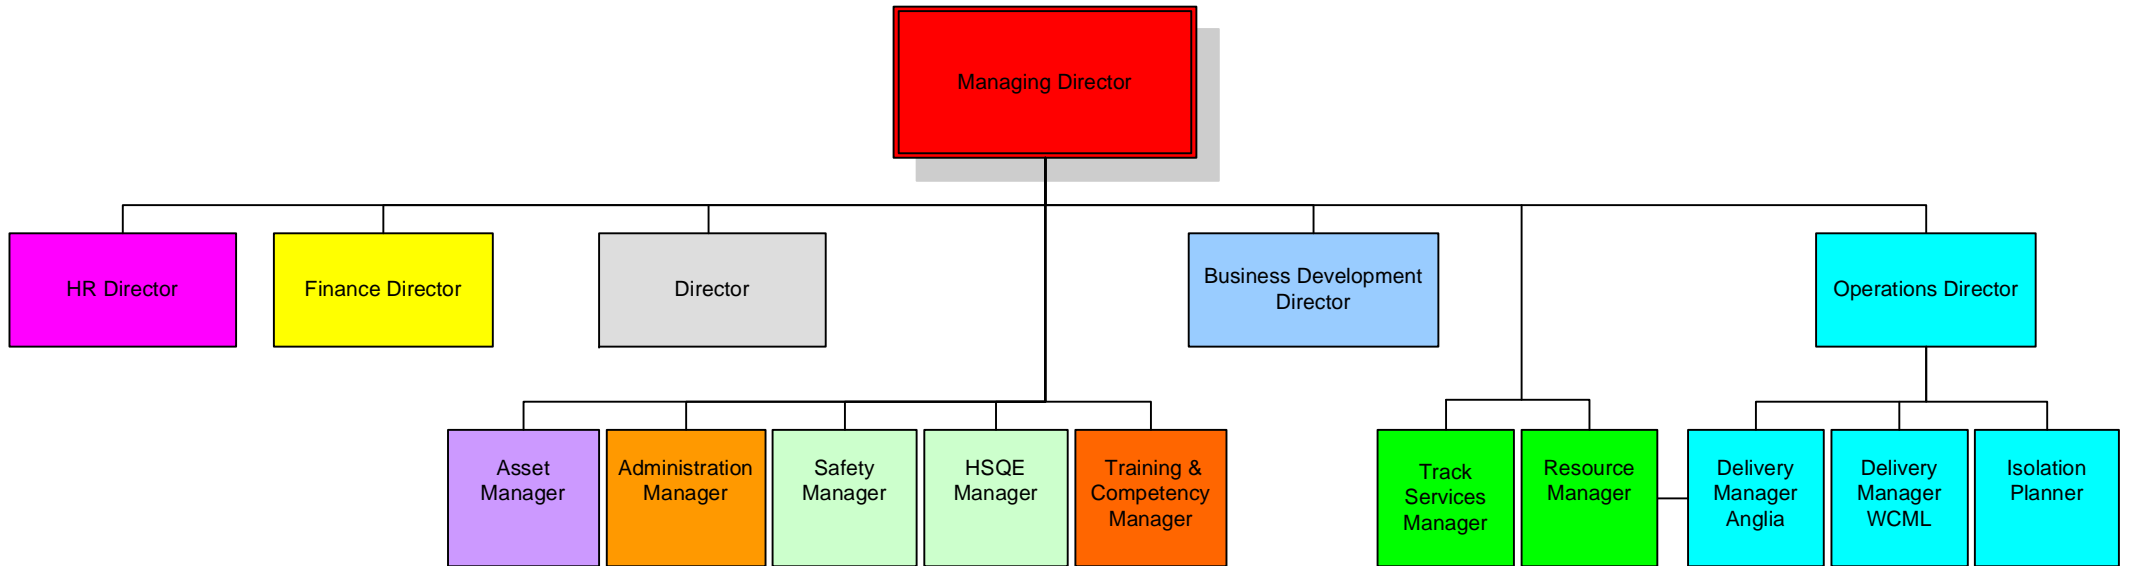 Managing Director
HR Director
Finance Director
Director
Business Development
Director
Operations Director
Asset
Manager
Administration
Manager
Safety
Manager
HSQE
Manager
Training &
Competency
Manager
Track
Services
Manager
Resource
Manager
Delivery
Manager
Anglia
Delivery
Manager
WCML
Isolation
Planner